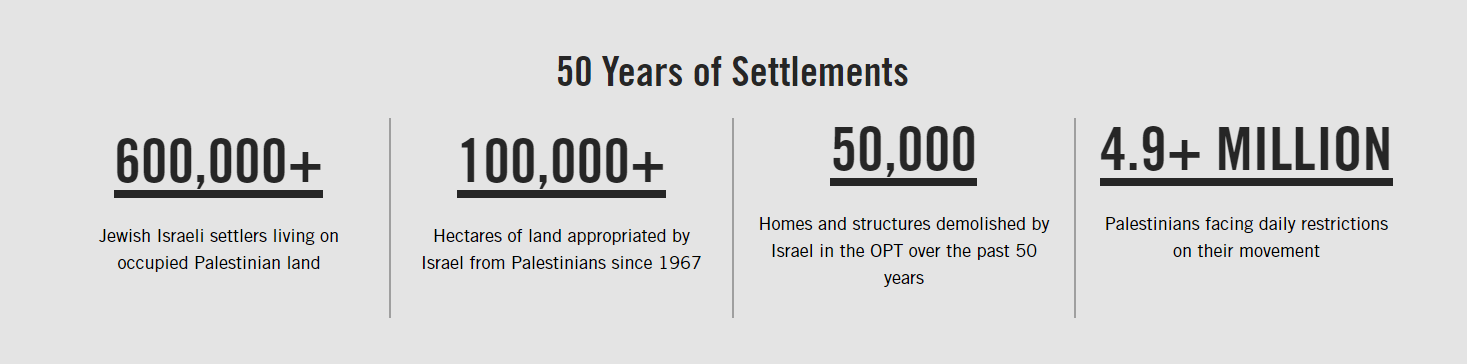 50 Years of Settlements
600,000+
Jewish Israeli settlers living on
occupied Palestinian land
100,000+
Hectares of land appropriated by
Israel from Palestinians since 1967
50,000
Homes and structures demolished by
Israel in the OPT over the past 50
years
4.9+ MILLION
Palestinians facing daily restrictions
on their movement